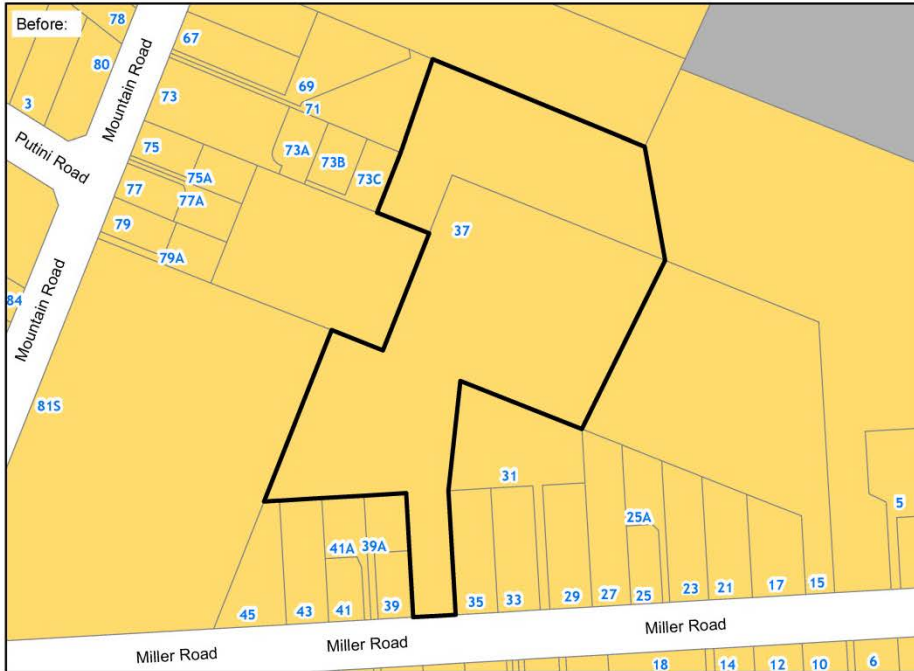 Before:
78
67
80
Mountain Road
69
3
73
71
Putini Road
75
73A
73B
73C
75A
77
77A
79
37
79A
84
Mountain Road
81S
31
5
41A
39A
25A
45
43
41
39
35
33
29
27
25
23
21
17
15
Miller Road
Miller Road
Miller Road
18
14
12
10
6